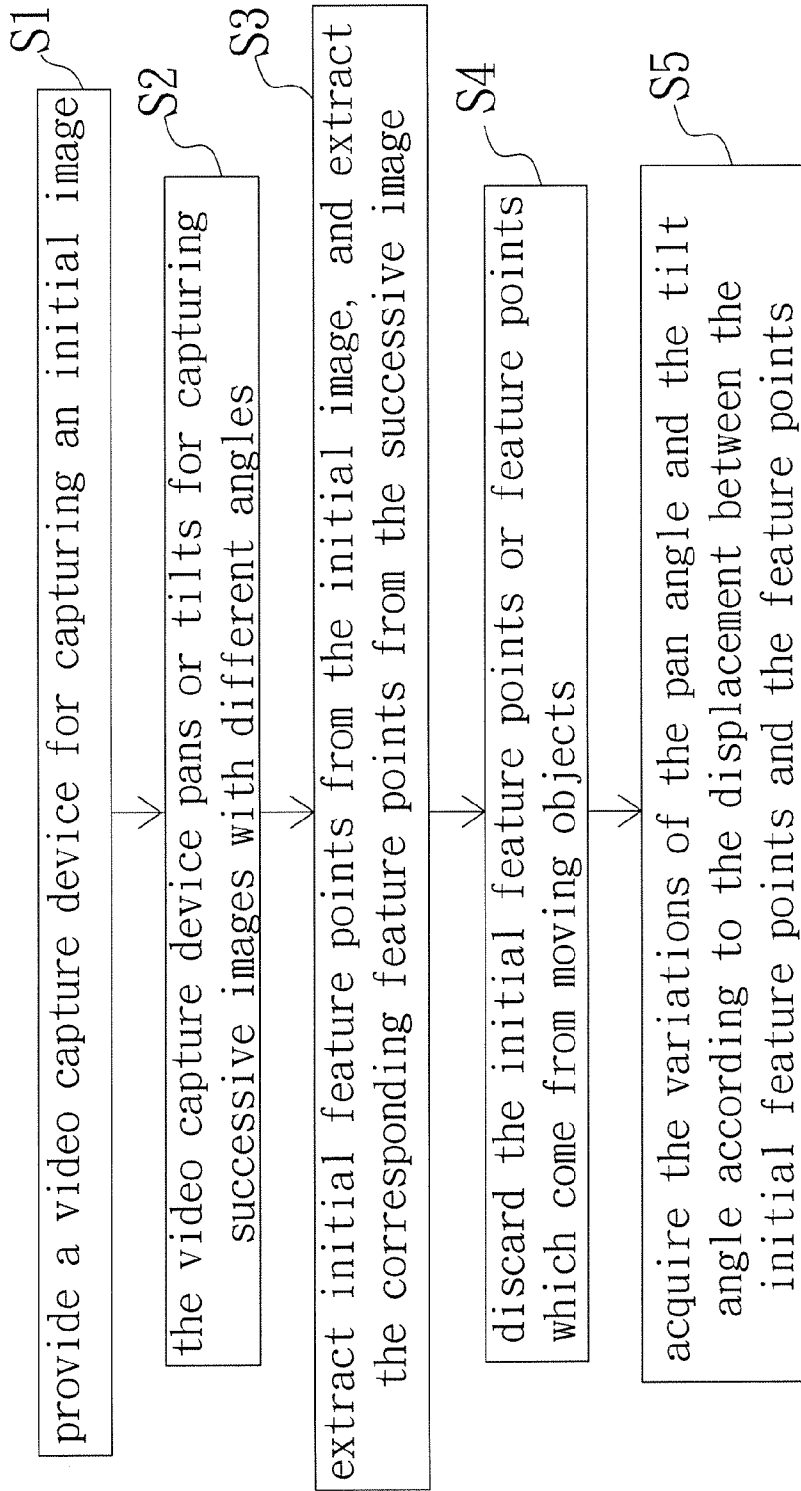 S1
provide a video capture device for capturing an initial image
S2
the video capture device pans or tilts for capturing
successive images with different angles
S3
extract initial feature points from the initial image, and extract
the corresponding feature points from the successive image
S4
discard the initial feature points or feature points
which come from moving objects
S5
acquire the variations of the pan angle and the tilt
angle according to the displacement between the
initial feature points and the feature points